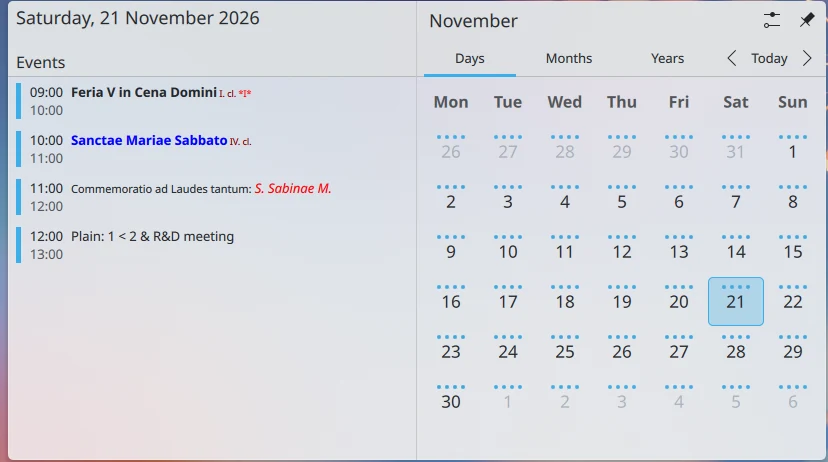 Saturday, 21 November 2026
Events
09:00 Feria V in Cena Domini I. cl. *I*
10:00
10:00 Sanctae Mariae Sabbato IV. cl.
11:00
11:00 Commemoratio ad Laudes tantum: S. Sabinae M.
12:00
12:00 Plain: 1 < 2 & R&D meeting
13:00
November
Days Months Years Today
Mon Tue Wed Thu Fri Sat Sun
26 27 28 29 30 31 1
2 3 4 5 6 7 8
9 10 11 12 13 14 15
16 17 18 19 20 21 22
23 24 25 26 27 28 29
30 1 2 3 4 5 6